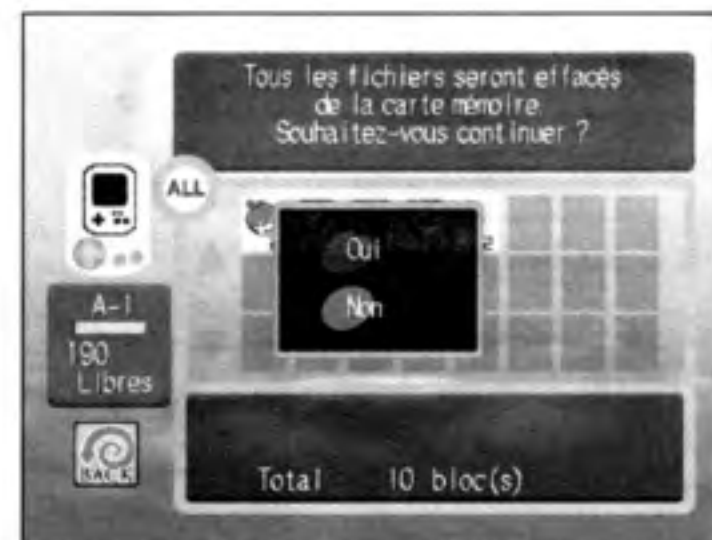 Tous les fichiers seront effacés
de la carte mémoire
Souhaitez-vous continuer ?
ALL
Oui
Non
A-1
190
Libres
BACK
Total 10 bloc(s)